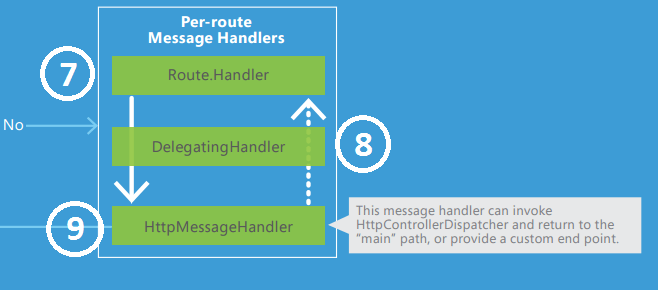 Per-route
Message Handlers
7
Route.Handler
No
DelegatingHandler
8
9
HttpMessageHandler
This message handler can invoke
HttpControllerDispatcher and return to the
“main” path, or provide a custom end point.